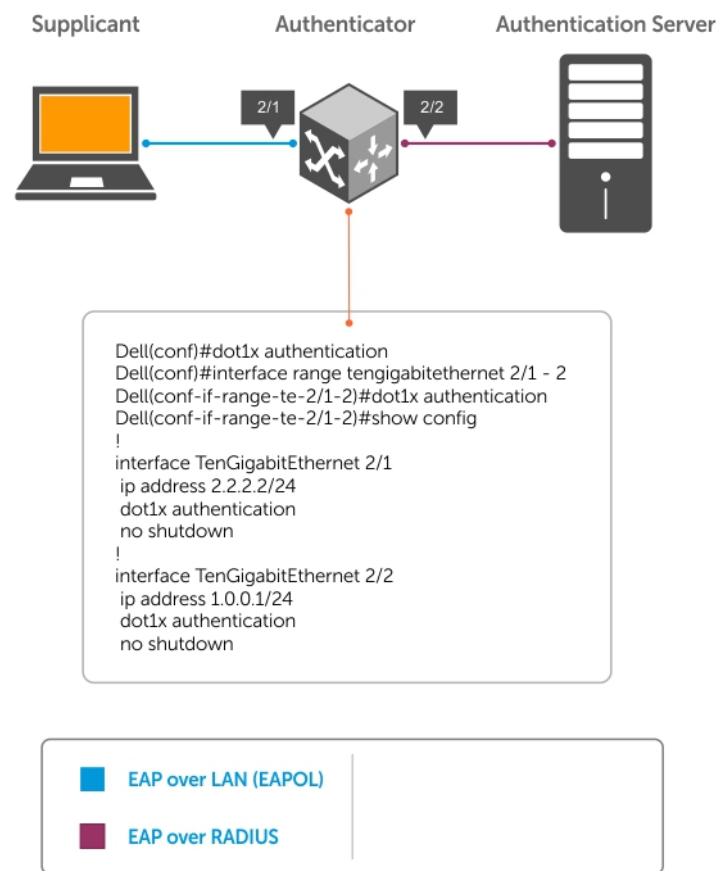 Supplicant
Authenticator
Authentication Server
2/1
2/2
Dell(conf)#dot1x authentication
Dell(conf)#interface range tengigabitethernet 2/1 - 2
Dell(conf-if-range-te-2/1-2)#dot1x authentication
Dell(conf-if-range-te-2/1-2)#show config
!
interface TenGigabitEthernet 2/1
ip address 2.2.2.2/24
dot1x authentication
no shutdown
!
interface TenGigabitEthernet 2/2
ip address 1.0.0.1/24
dot1x authentication
no shutdown
EAP over LAN (EAPOL)
EAP over RADIUS